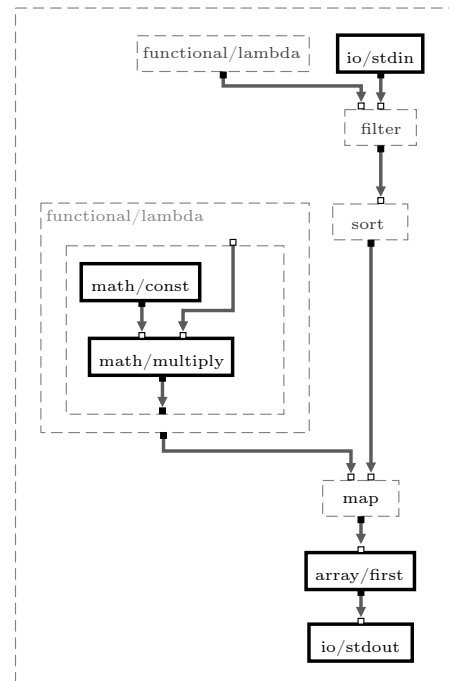 functional/lambda
io/stdin
filter
sort
functional/lambda
math/const
math/multiply
map
array/first
io/stdout